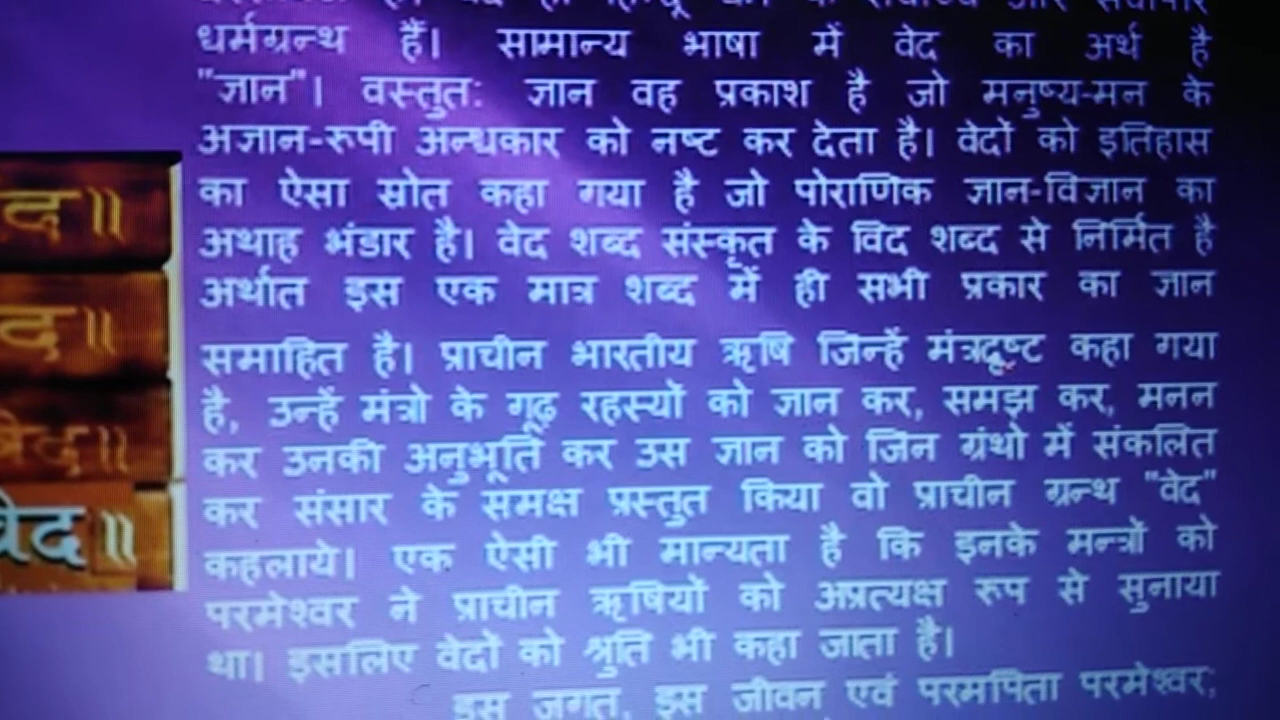 धर्मग्रन्थ हैं। सामान्य भाषा में वेद का अर्थ है
"ज्ञान"। वस्तुत: ज्ञान वह प्रकाश है जो मनुष्य-मन के
अज्ञान-रुपी अन्धकार को नष्ट कर देता है। वेदों को इतिहास
का ऐसा स्रोत कहा गया है जो पोराणिक ज्ञान-विज्ञान का
अथाह भंडार है। वेद शब्द संस्कृत के विद शब्द से निर्मित है
अर्थात इस एक मात्र शब्द में ही सभी प्रकार का ज्ञान
समाहित है। प्राचीन भारतीय ऋषि जिन्हें मंत्रदृष्ट कहा गया
है, उन्हें मंत्रो के गूढ़ रहस्यों को ज्ञान कर, समझ कर, मनन
कर उनकी अनुभूति कर उस ज्ञान को जिन ग्रंथो में संकलित
कर संसार के समक्ष प्रस्तुत किया वो प्राचीन ग्रन्थ "वेद"
कहलाये। एक ऐसी भी मान्यता है कि इनके मन्त्रों को
परमेश्वर ने प्राचीन ऋषियों को अप्रत्यक्ष रूप से सुनाया
था। इसलिए वेदों को श्रुति भी कहा जाता है।
इस जगत, इस जीवन एवं परमपिता परमेश्वर;
द॥
द॥
वेद॥
वेद॥